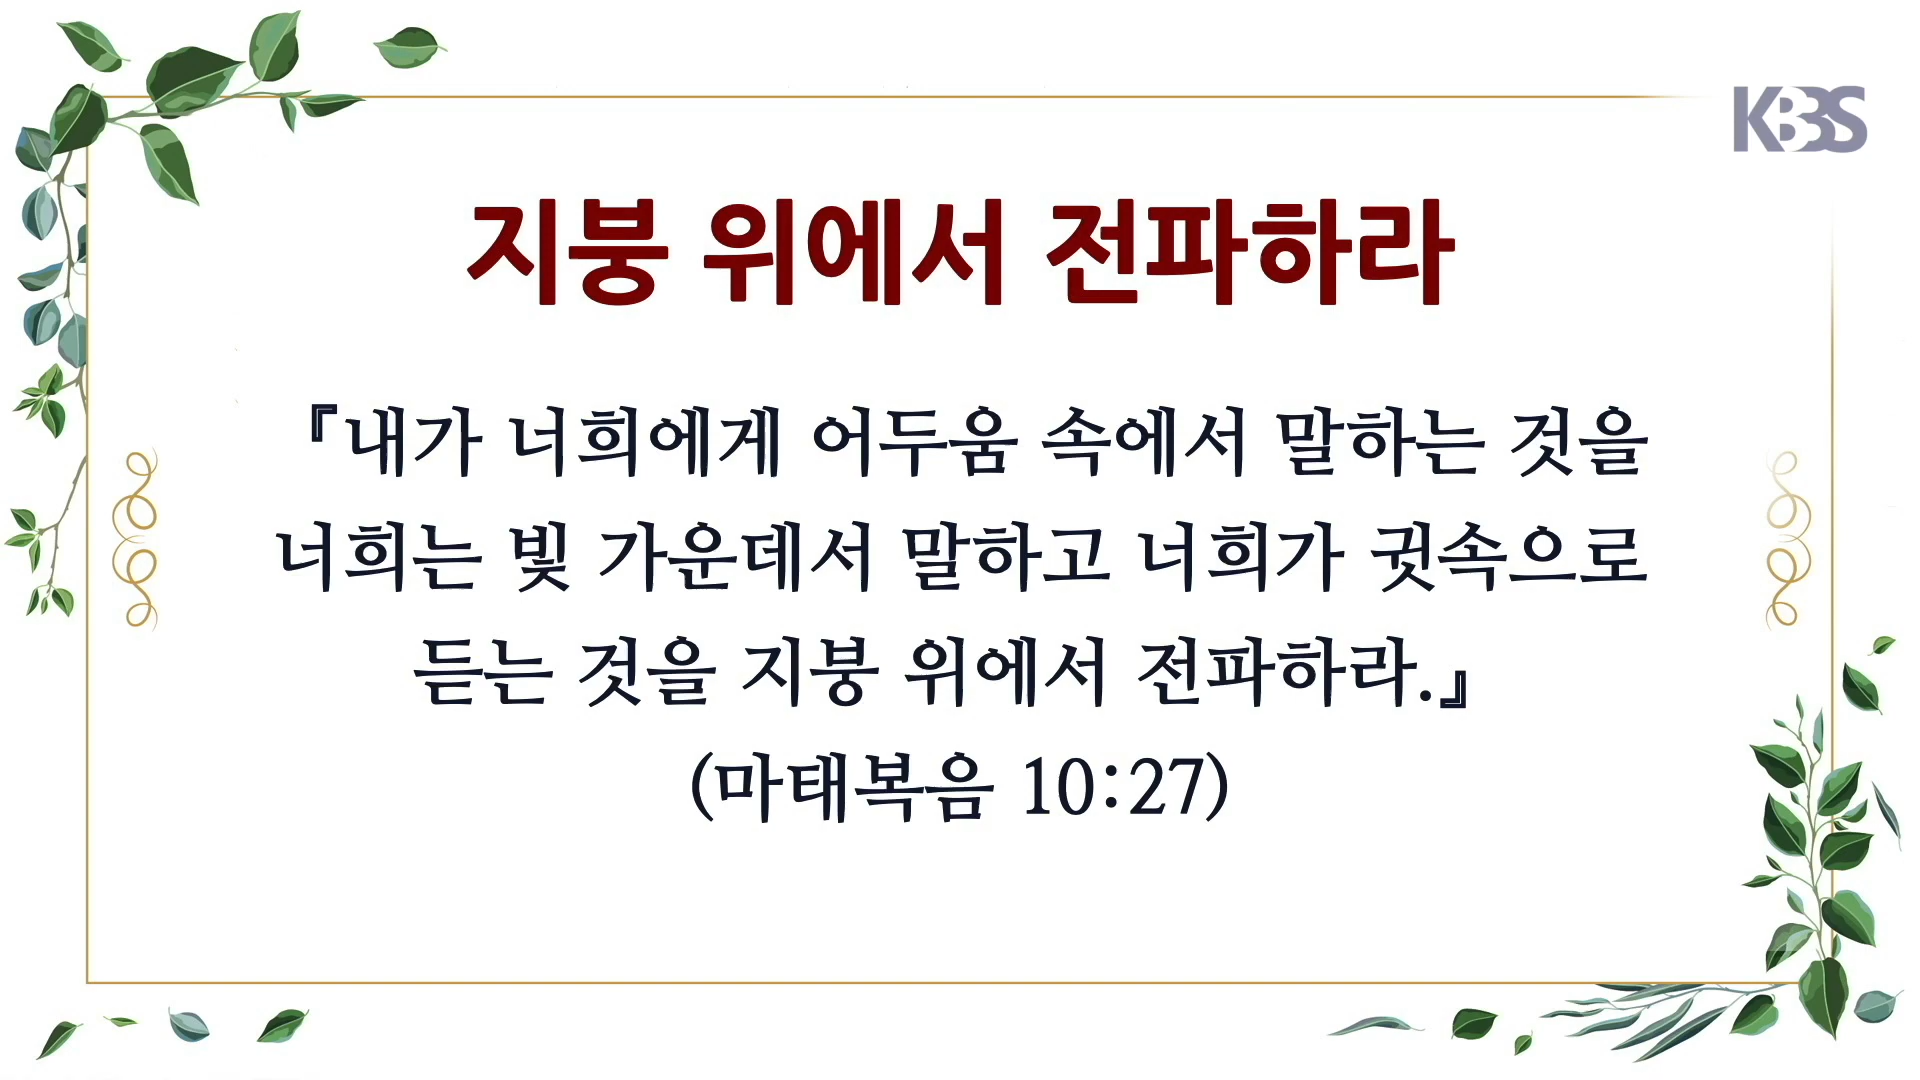 KBBS
지붕 위에서 전파하라
『내가 너희에게 어두움 속에서 말하는 것을
너희는 빛 가운데서 말하고 너희가 귓속으로
듣는 것을 지붕 위에서 전파하라.』
(마태복음 10:27)